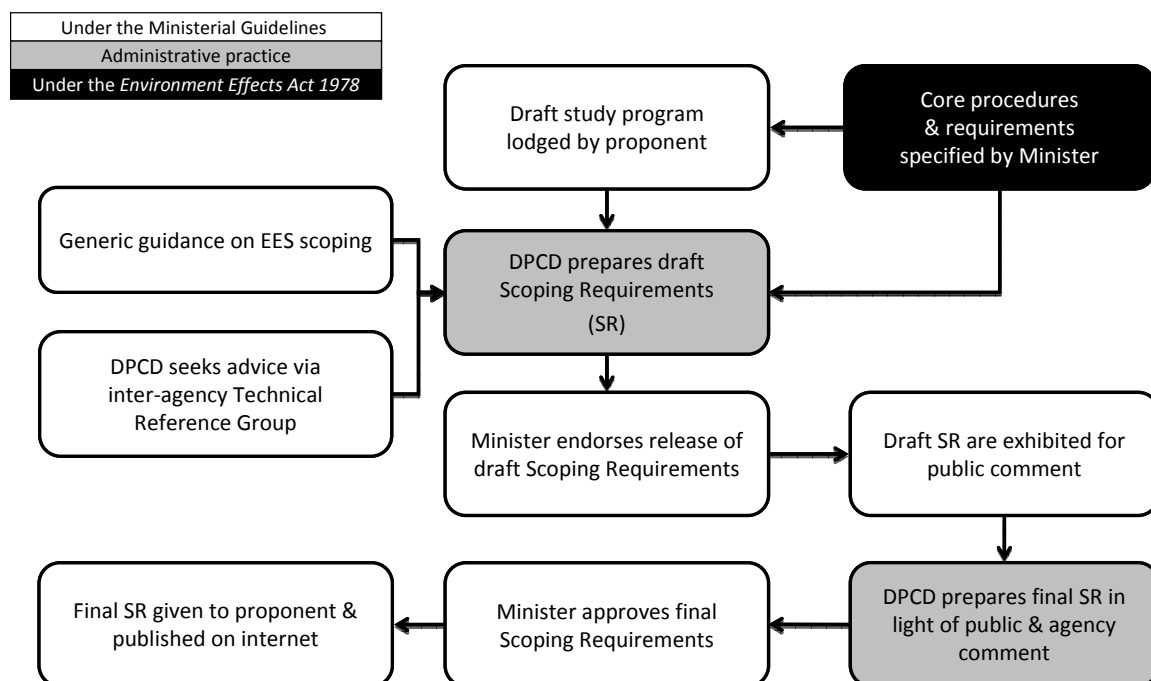 Under the Ministerial Guidelines
Administrative practice
Under the Environment Effects Act 1978
Draft study program
lodged by proponent
Core procedures
& requirements
specified by Minister
Generic guidance on EES scoping
DPCD prepares draft
Scoping Requirements
(SR)
DPCD seeks advice via
inter-agency Technical
Reference Group
Minister endorses release of
draft Scoping Requirements
Draft SR are exhibited for
public comment
Final SR given to proponent &
published on internet
Minister approves final
Scoping Requirements
DPCD prepares final SR in
light of public & agency
comment